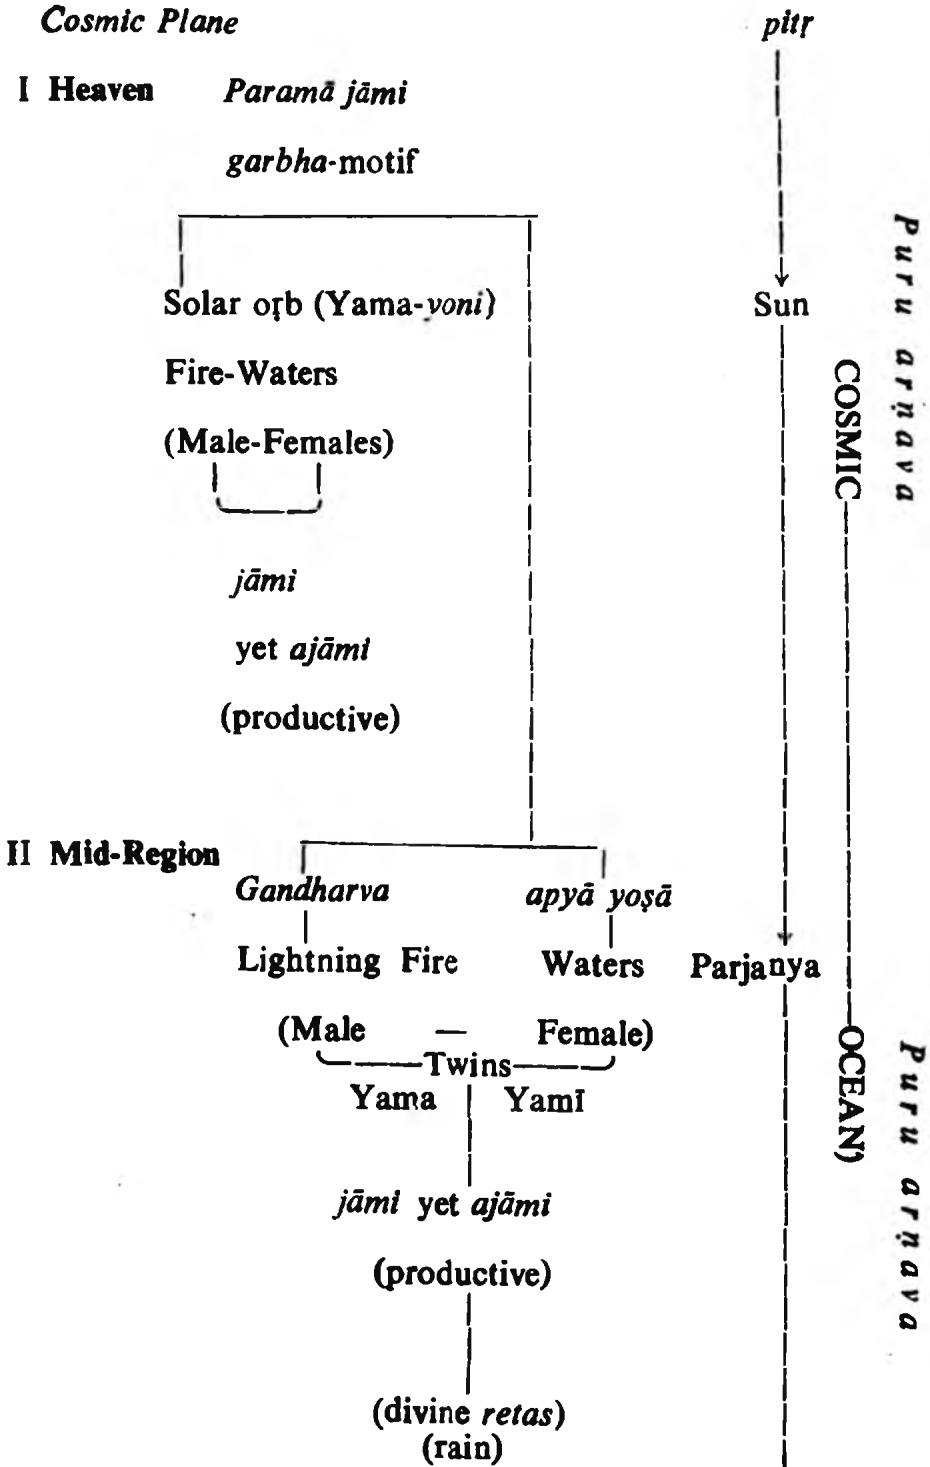 Cosmic Plane
pitṛ
I Heaven Paramā jāmi
garbha-motif
Solar oṛb (Yama-yoni)
Sun
Fire-Waters
(Male-Females)
jāmi
yet ajāmi
(productive)
Puru arṇava
COSMIC
OCEAN)
II Mid-Region
Gandharva apyā yoṣā
Lightning Fire Waters Parjanya
(Male — Female)
Twins
Yama Yamī
jāmi yet ajāmi
(productive)
(divine retas)
(rain)
Puru arṇava